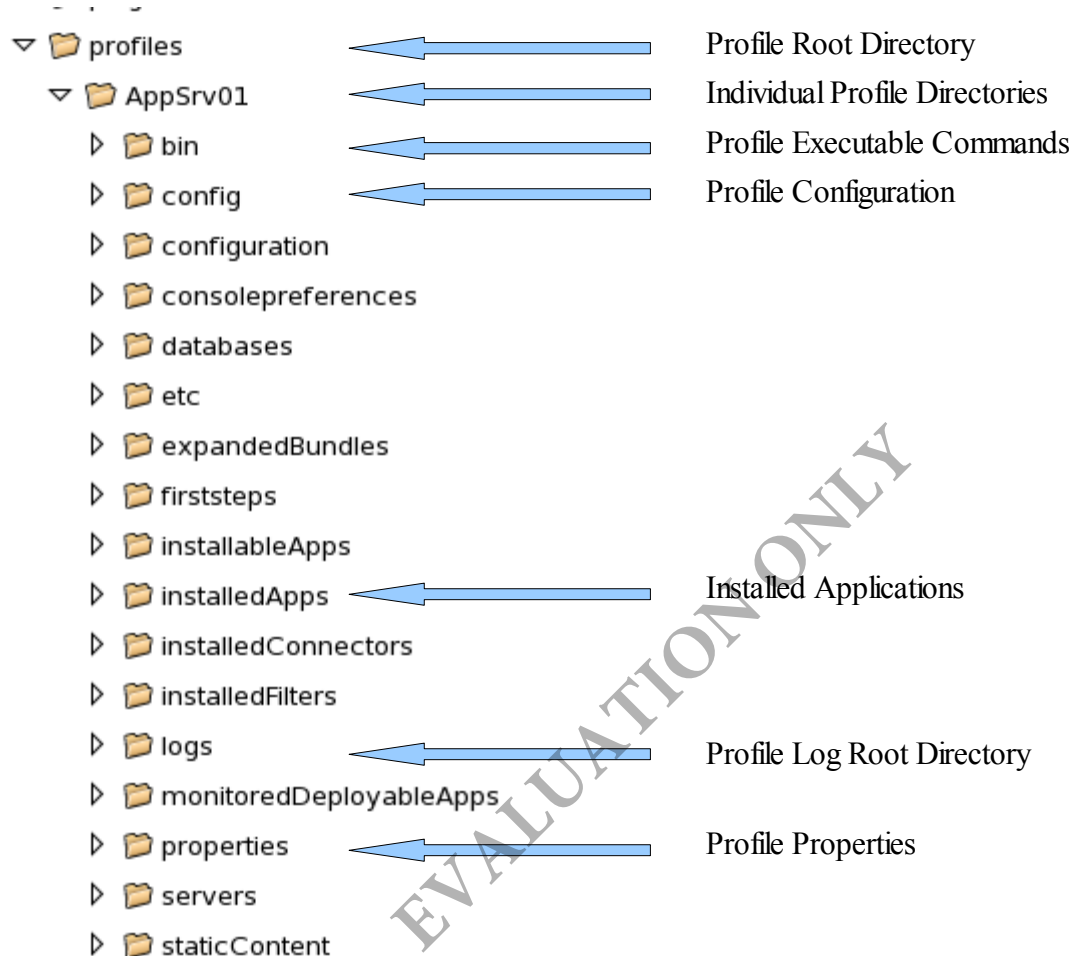 profiles Profile Root Directory
AppSrv01 Individual Profile Directories
bin Profile Executable Commands
config Profile Configuration
configuration
consolepreferences
databases
etc
expandedBundles
firststeps
installableApps
installedApps Installed Applications
installedConnectors
installedFilters
logs Profile Log Root Directory
monitoredDeployableApps
properties Profile Properties
servers
staticContent
EVALUATION ONLY